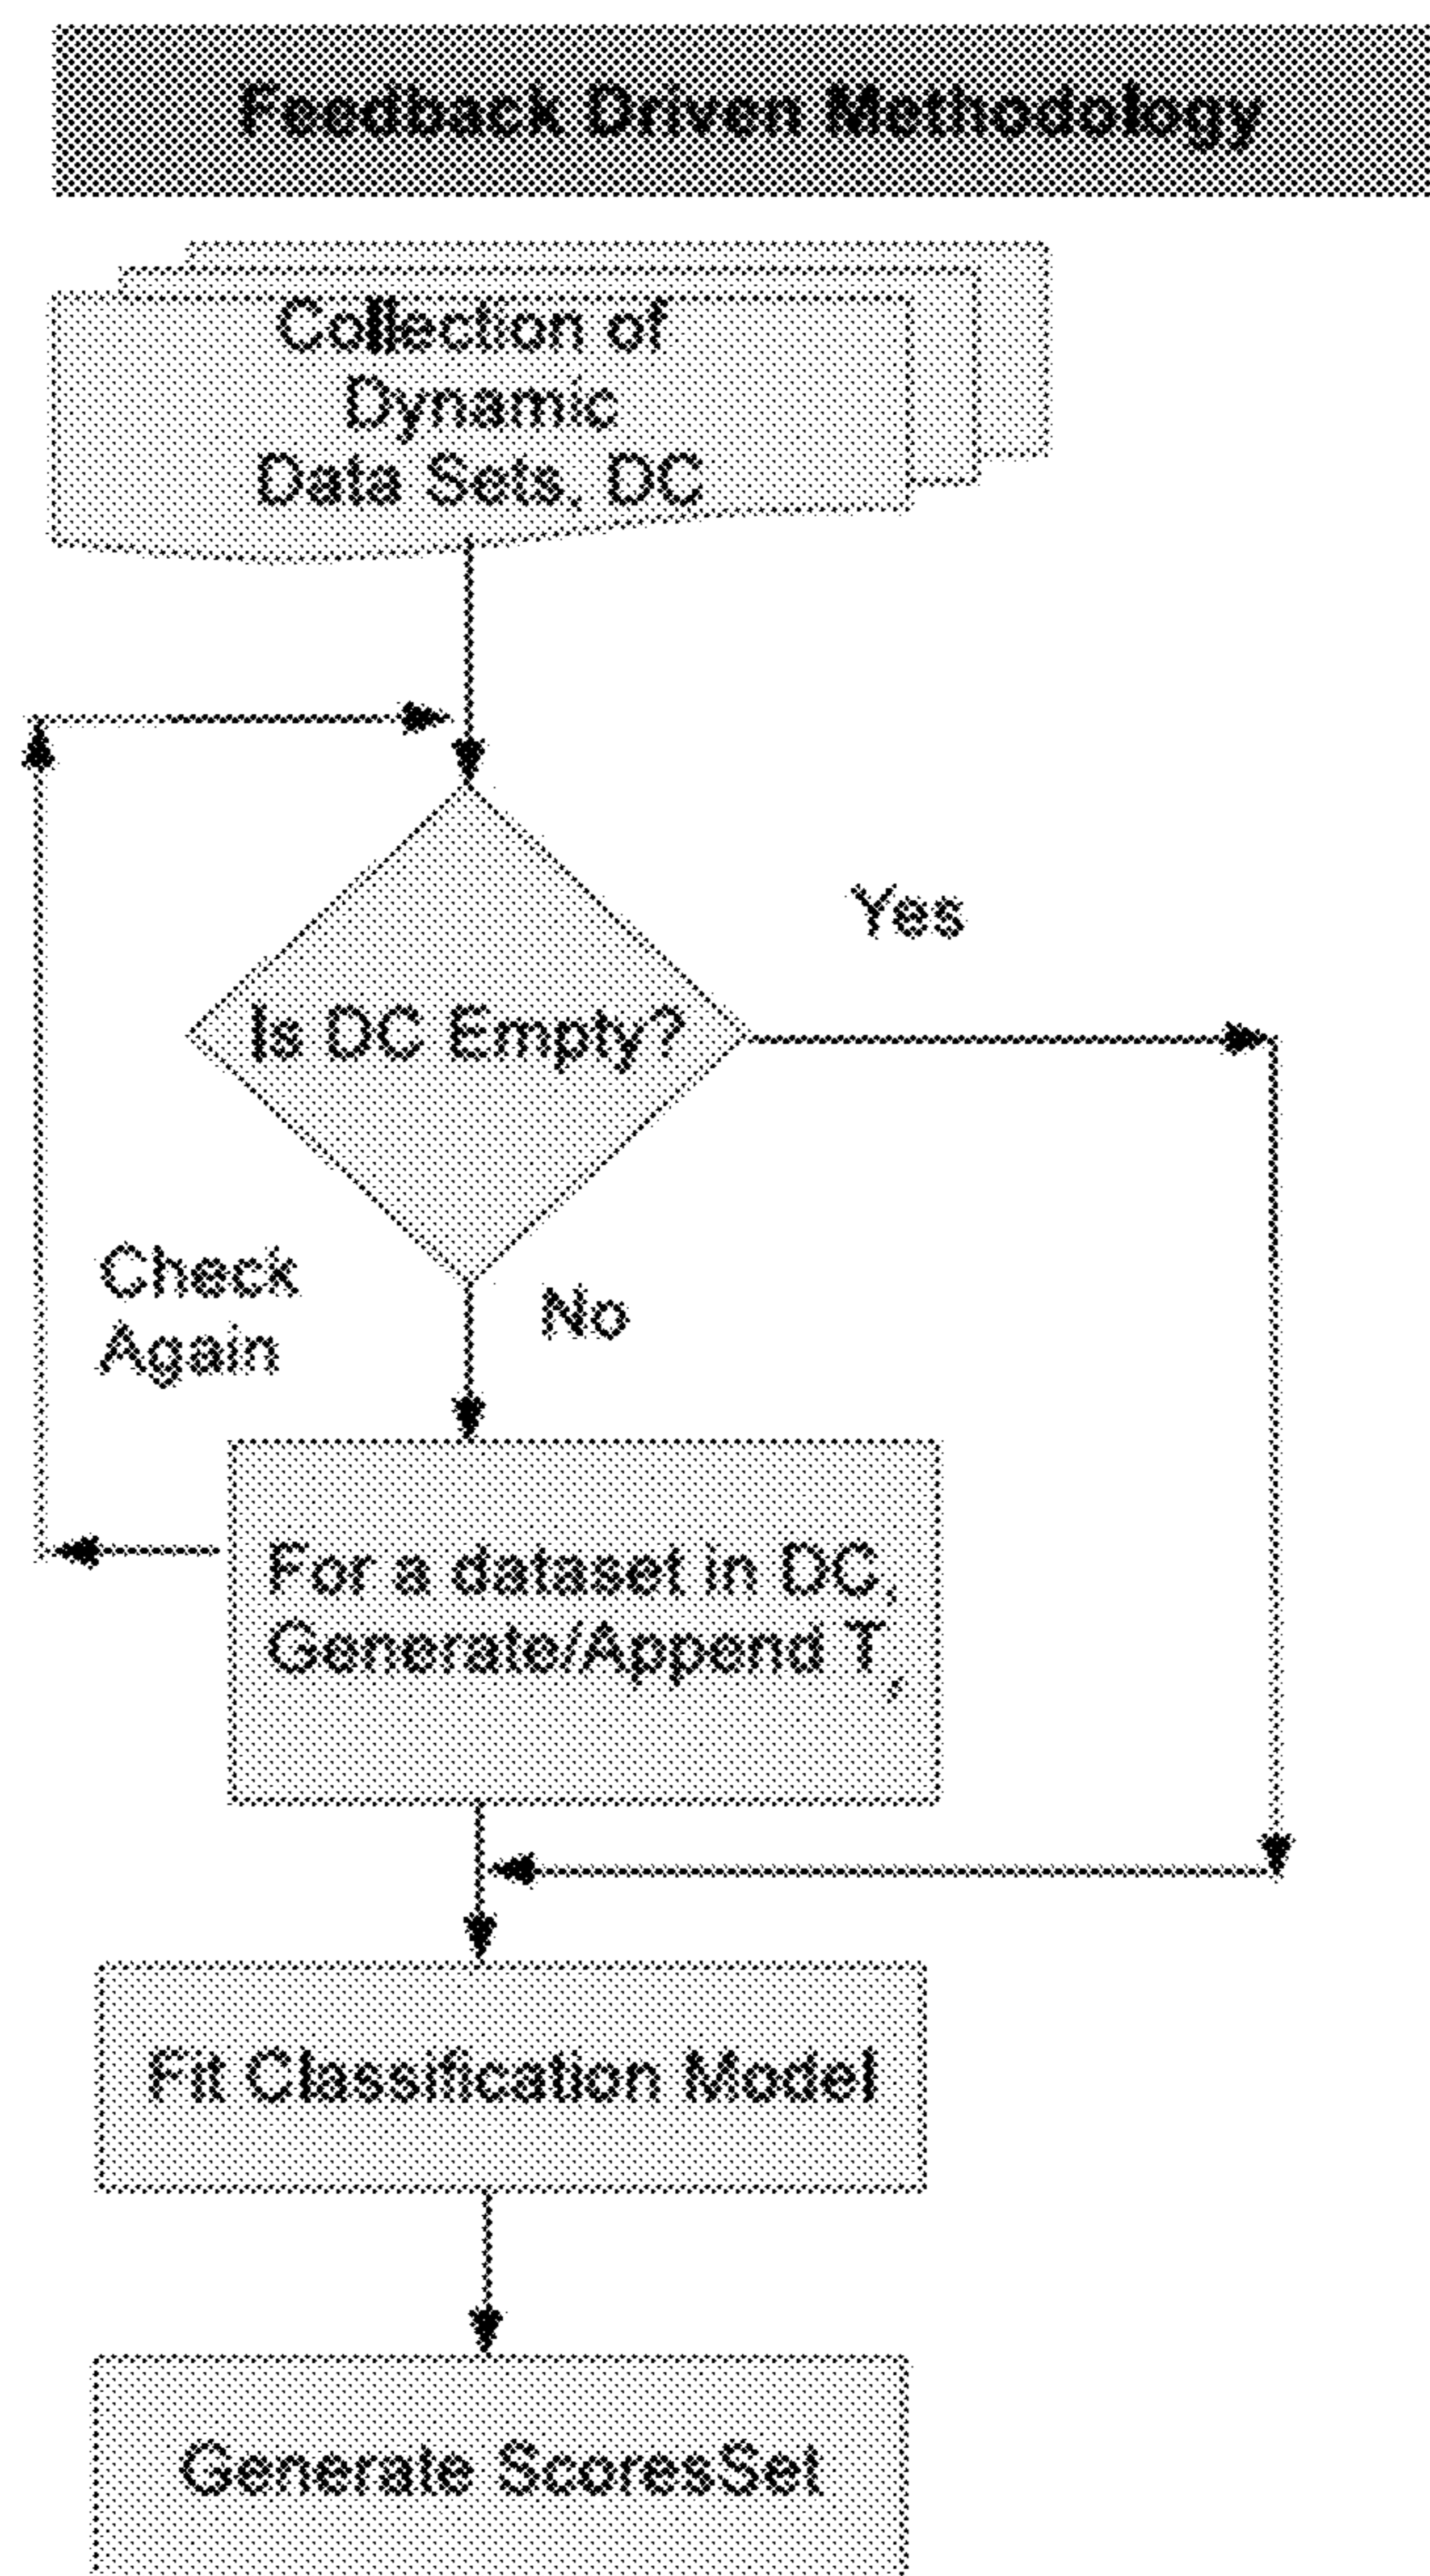 Feedback Driven Methodology
Collection of
Dynamic
Data Sets, DC
Yes
Is DC Empty?
Check
Again
No
For a dataset in DC,
Generate/Append T
Fit Classification Model
Generate ScoresSet